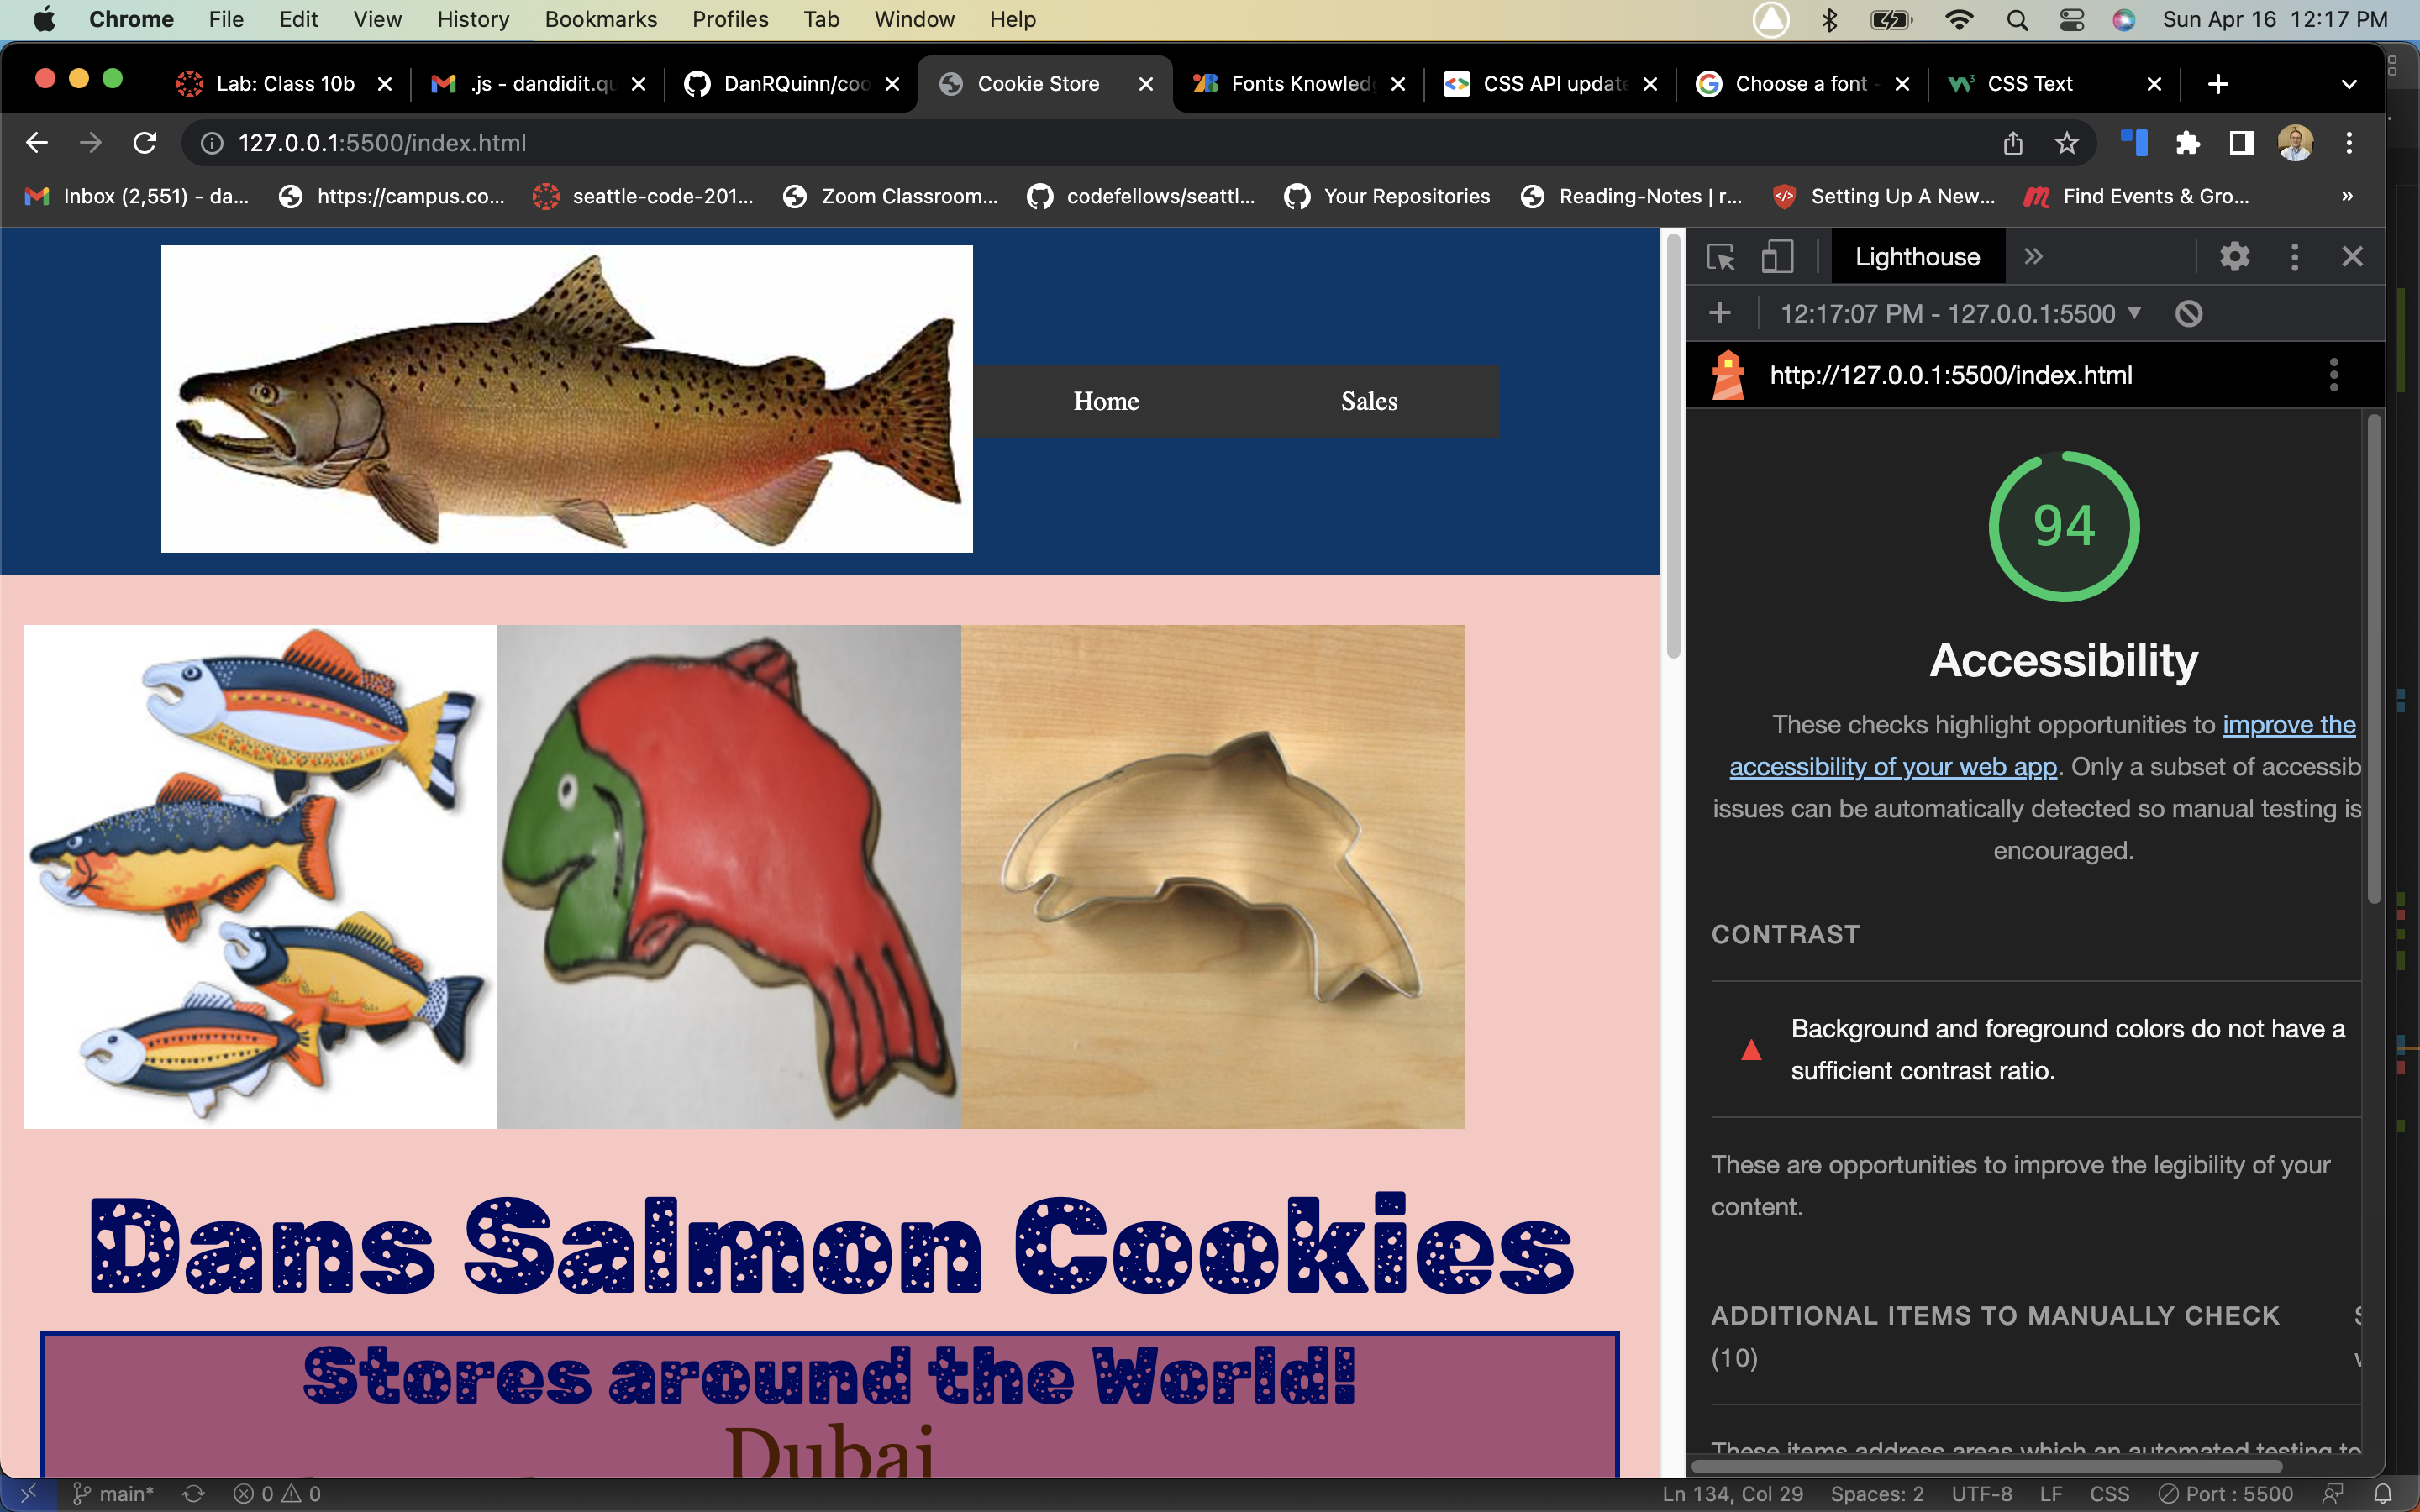 Chrome File Edit View History Bookmarks Profiles Tab Window Help Sun Apr 16 12:17 PM
Lab: Class 10b .js - dandidit.qu DanRQuinn/coo Cookie Store Fonts Knowled CSS API update Choose a font - CSS Text
127.0.0.1:5500/index.html
Inbox (2,551) - da... https://campus.co... seattle-code-201... Zoom Classroom... codefellows/seattl... Your Repositories Reading-Notes | r... Setting Up A New... Find Events & Gro... »
Home Sales
Dans Salmon Cookies
Stores around the World!
Dubai
Lighthouse
12:17:07 PM - 127.0.0.1:5500
http://127.0.0.1:5500/index.html
94
Accessibility
These checks highlight opportunities to improve the
accessibility of your web app. Only a subset of accessib
issues can be automatically detected so manual testing is
encouraged.
CONTRAST
Background and foreground colors do not have a
sufficient contrast ratio.
These are opportunities to improve the legibility of your
content.
ADDITIONAL ITEMS TO MANUALLY CHECK
(10)
These items address areas which an automated testing to
main* 0 0 Ln 134, Col 29 Spaces: 2 UTF-8 LF CSS Port : 5500